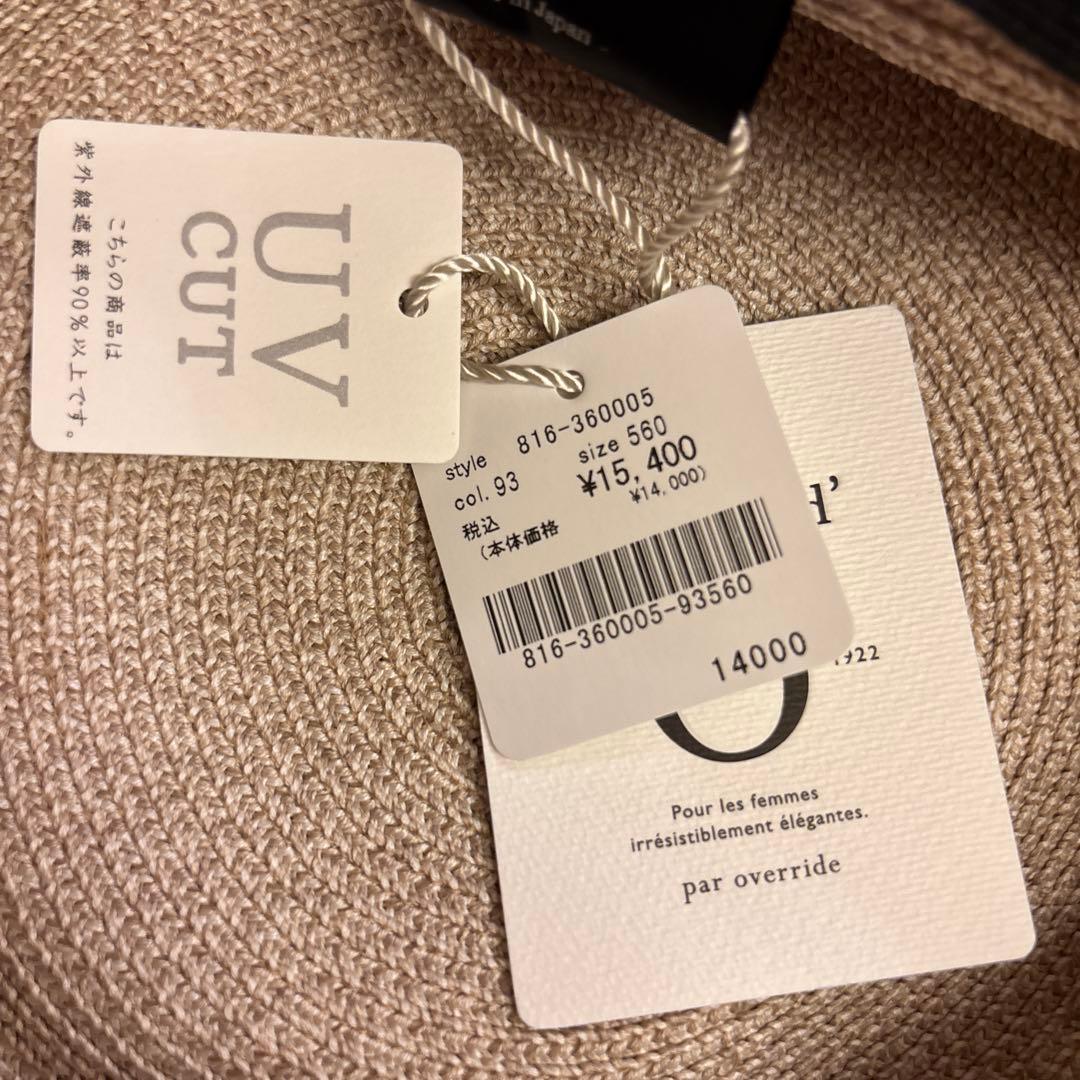 in Japan
UV
CUT
こちらの商品は
紫外線遮蔽率90%以上です。
style 816-360005
col. 93 size 560
税込 ¥15,400
(本体価格 ¥14,000)
816-360005-93560
14000
d'
1922
O
Pour les femmes
irrésistiblement élégantes.
par override